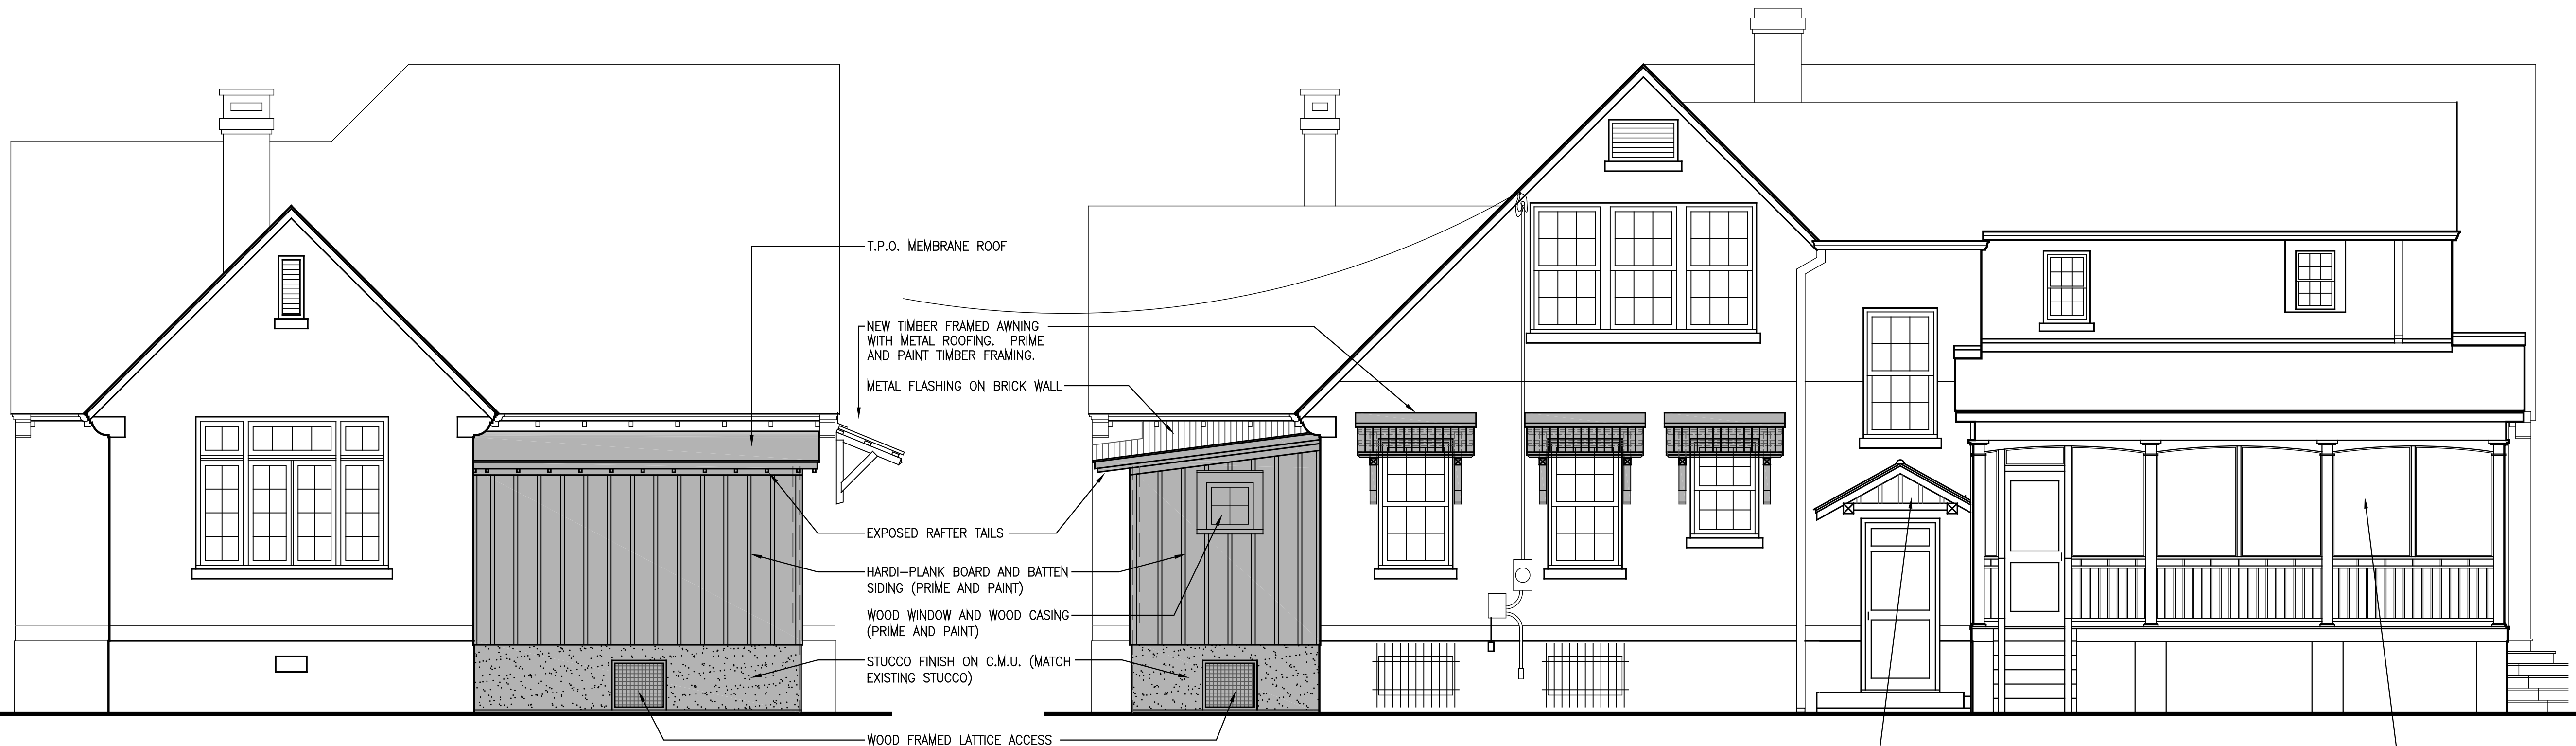 T.P.O. MEMBRANE ROOF
NEW TIMBER FRAMED AWNING
WITH METAL ROOFING. PRIME
AND PAINT TIMBER FRAMING.
METAL FLASHING ON BRICK WALL
EXPOSED RAFTER TAILS
HARDI-PLANK BOARD AND BATTEN
SIDING (PRIME AND PAINT)
WOOD WINDOW AND WOOD CASING
(PRIME AND PAINT)
STUCCO FINISH ON C.M.U. (MATCH
EXISTING STUCCO)
WOOD FRAMED LATTICE ACCESS